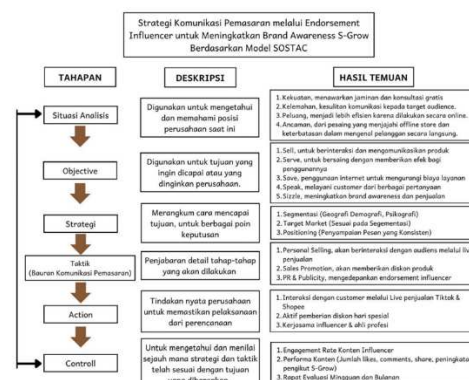 Strategi Komunikasi Pemasaran melalui Endorsement
Influencer untuk Meningkatkan Brand Awareness S-Grow
Berdasarkan Model SOSTAC
TAHAPAN
DESKRIPSI
HASIL TEMUAN
Situasi Analysis
Digunakan untuk mengetahui
dan memahami posisi
perusahaan saat ini
1. Kekuatan, menawarkan jaminan dan konsultasi gratis
2. Kelemahan, kesulitan komunikasi kepada target audience.
3. Peluang, menjadi lebih efisien karena dilakukan secara online.
4. Ancaman, dari pesaing yang menjajahi offline store dan
keterbatasan dalam mengenal pelanggan secara langsung.
Objective
Digunakan untuk tujuan yang
ingin dicapai atau yang
dinginkan perusahaan.
1. Sell, untuk berinteraksi dan mengomunikasikan produk
2. Serve, untuk bersaing dengan memberikan efek bagi
penggunanya
3. Save, penggunaan internet untuk mengurangi biaya layanan
4. Speak, melayani customer dari berbagai pertanyaan
5. Sizzle, meningkatkan brand awareness dan penjualan
Strategi
Merangkum cara mencapai
tujuan, untuk berbagai poin
keputusan
1. Segmentasi (Geografi Demografi, Psikografi)
2. Target Market (Sesuai pada Segementasi)
3. Positioning (Penyampaian Pesan yang Konsisten)
Taktik
(Bauran Komunikasi Pemasaran)
Penjabaran detail tahap-tahap
yang akan dilakukan
1. Personal Selling, akan berinteraksi dengan audiens melalui live
penjualan
2. Sales Promotion, akan memberikan diskon produk
3. PR & Publicity, mengedepankan endorsement influencer
Action
Tindakan nyata perusahaan
untuk memastikan pelaksanaan
dari perencanaan
1. Interaksi dengan customer melalui Live penjualan Tiktok &
Shopee
2. Aktif pemberian diskon hari spesial
3. Kerjasama influencer & ahli profesi
Controll
Untuk mengetahui dan menilai
sejauh mana strategi dan taktik
telah sesuai dengan tujuan
yang diharapkan
1. Engagement Rate Konten Influencer
2. Performa Konten (Jumlah likes, comments, share, peningkatan
pengikut S-Grow)
3. Rapat Evaluasi Mingguan dan Bulanan